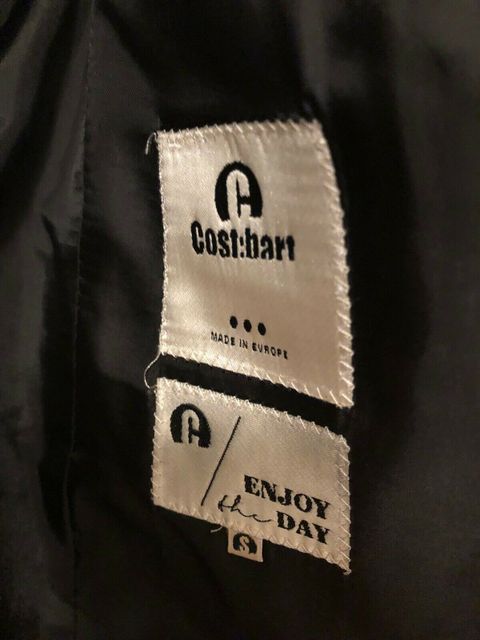 Cost:bart
MADE IN EUROPE
ENJOY
the DAY
S